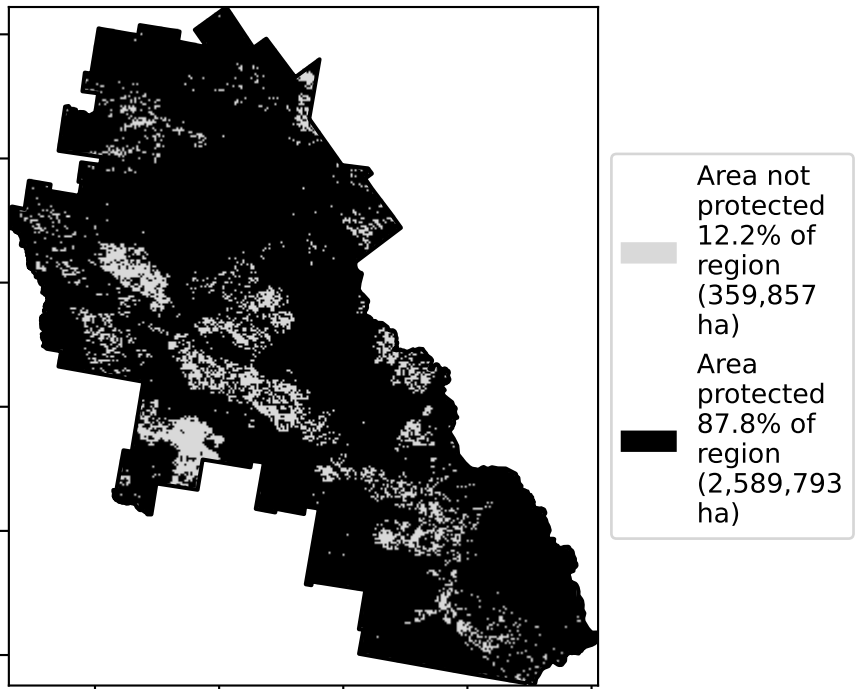 Area not
protected
12.2% of
region
(359,857
ha)
Area
protected
87.8% of
region
(2,589,793
ha)